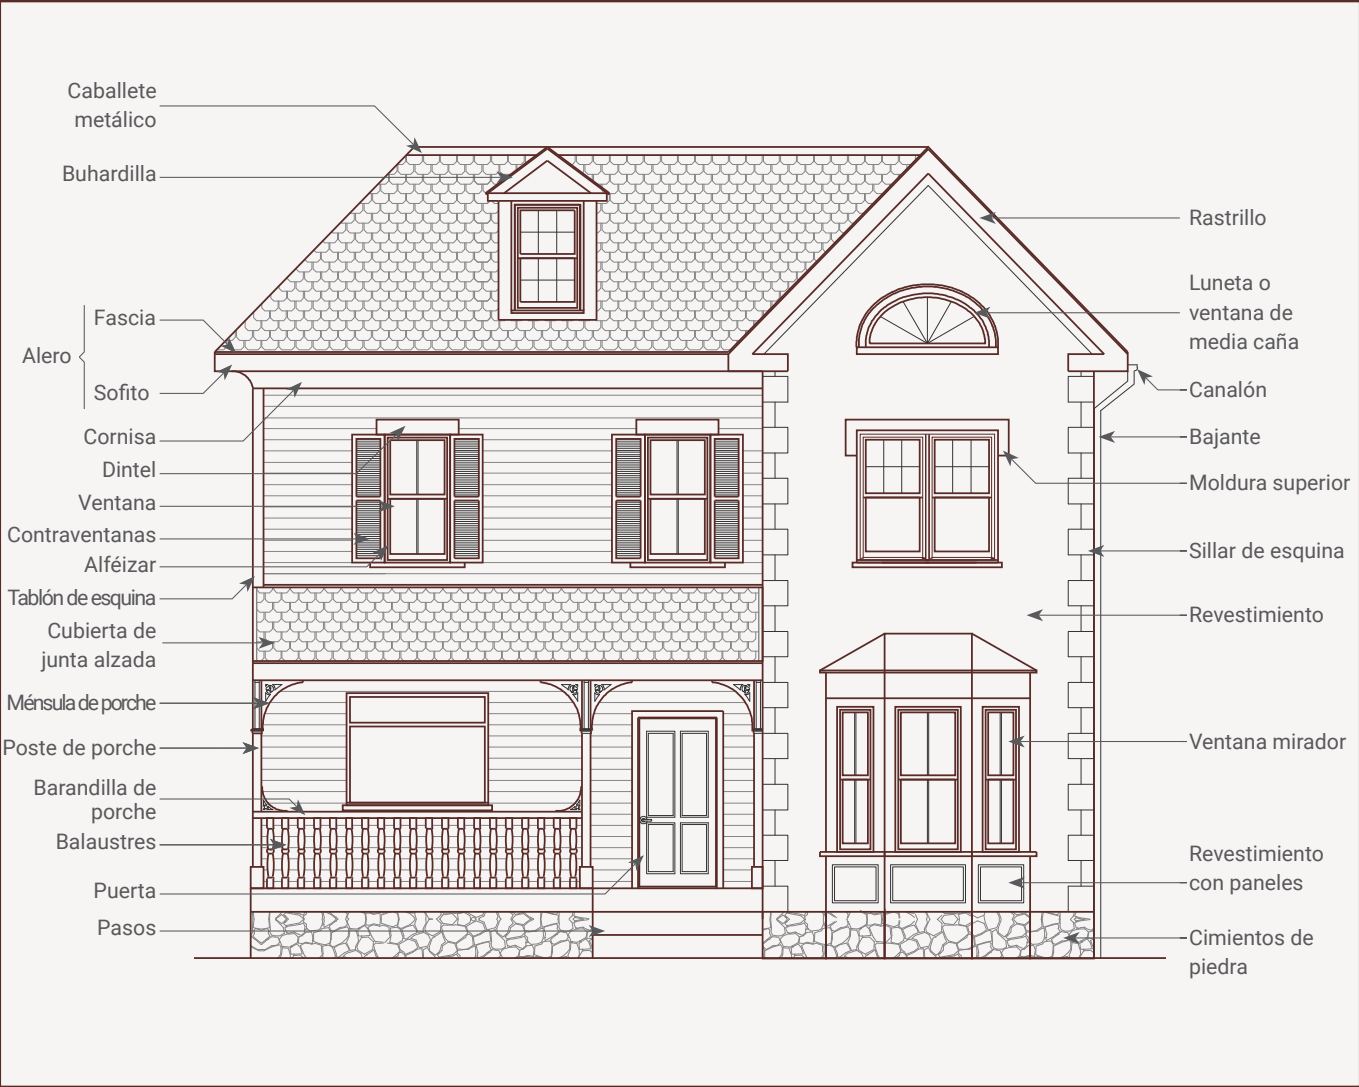 Caballete
metálico
Buhardilla
Fascia
Alero
Sofito
Cornisa
Dintel
Ventana
Contraventanas
Alféizar
Tablón de esquina
Cubierta de
junta alzada
Ménsula de porche
Poste de porche
Barandilla de
porche
Balaustres
Puerta
Pasos
Rastrillo
Luneta o
ventana de
media caña
Canalón
Bajante
Moldura superior
Sillar de esquina
Revestimiento
Ventana mirador
Revestimiento
con paneles
Cimientos de
piedra